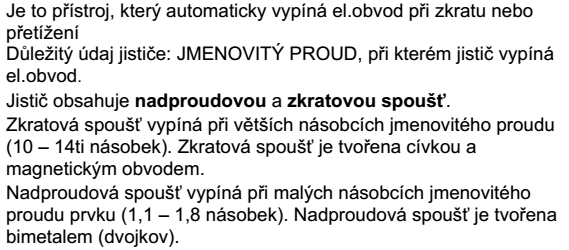 Je to přístroj, který automaticky vypíná el.obvod při zkratu nebo
přetížení
Důležitý údaj jističe: JMENOVITÝ PROUD, při kterém jistič vypíná
el.obvod.
Jistič obsahuje nadproudovou a zkratovou spoušť.
Zkratová spoušť vypíná při větších násobcích jmenovitého proudu
(10 – 14ti násobek). Zkratová spoušť je tvořena cívkou a
magnetickým obvodem.
Nadproudová spoušť vypíná při malých násobcích jmenovitého
proudu prvku (1,1 – 1,8 násobek). Nadproudová spoušť je tvořena
bimetalem (dvojkov).